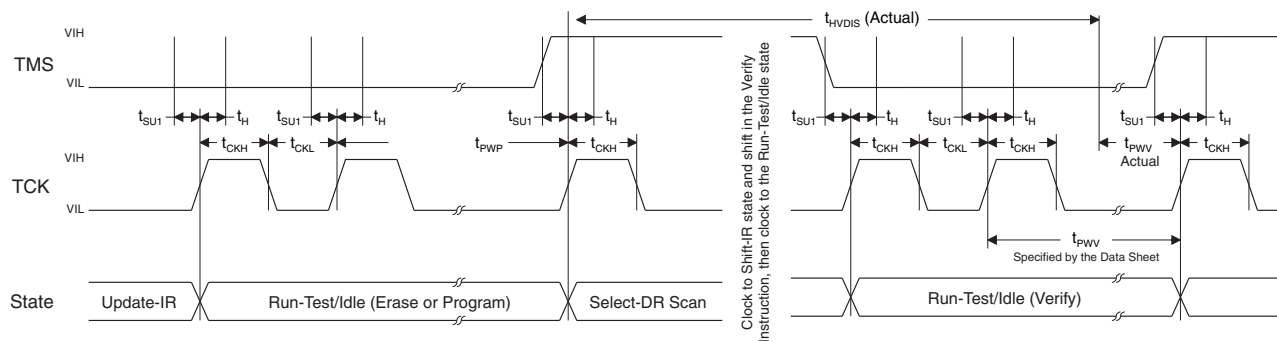 tHVDIS (Actual)
VIH
TMS
VIL
tSU1 tH tSU1 tH tSU1 tH tSU1 tH tSU1 tH tSU1 tH
tCKH tCKL tPWP tCKH tCKH tCKL tCKH tPWV tCKH
Actual
VIH
TCK
VIL
tPWV
Specified by the Data Sheet
Clock to Shift-IR state and shift in the Verify
Instruction, then clock to the Run-Test/Idle state
State
Update-IR Run-Test/Idle (Erase or Program) Select-DR Scan Run-Test/Idle (Verify)